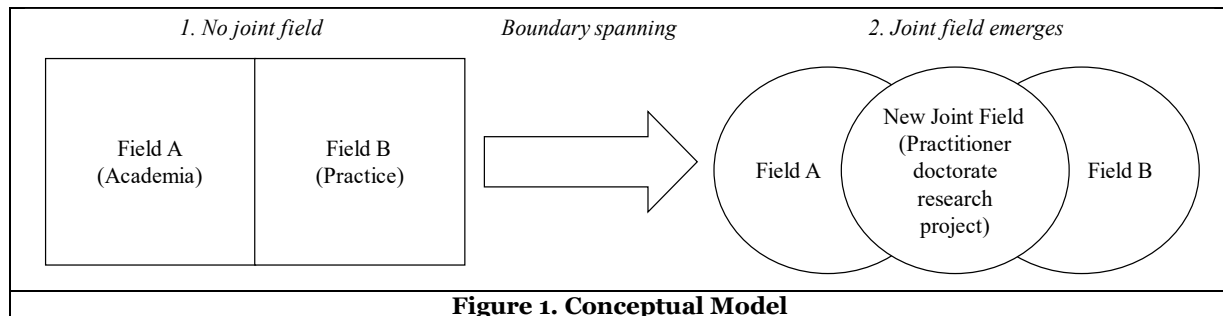 1. No joint field
Boundary spanning
2. Joint field emerges
Field A
(Academia)
Field B
(Practice)
Field A
New Joint Field
(Practitioner
doctorate
research
project)
Field B
Figure 1. Conceptual Model